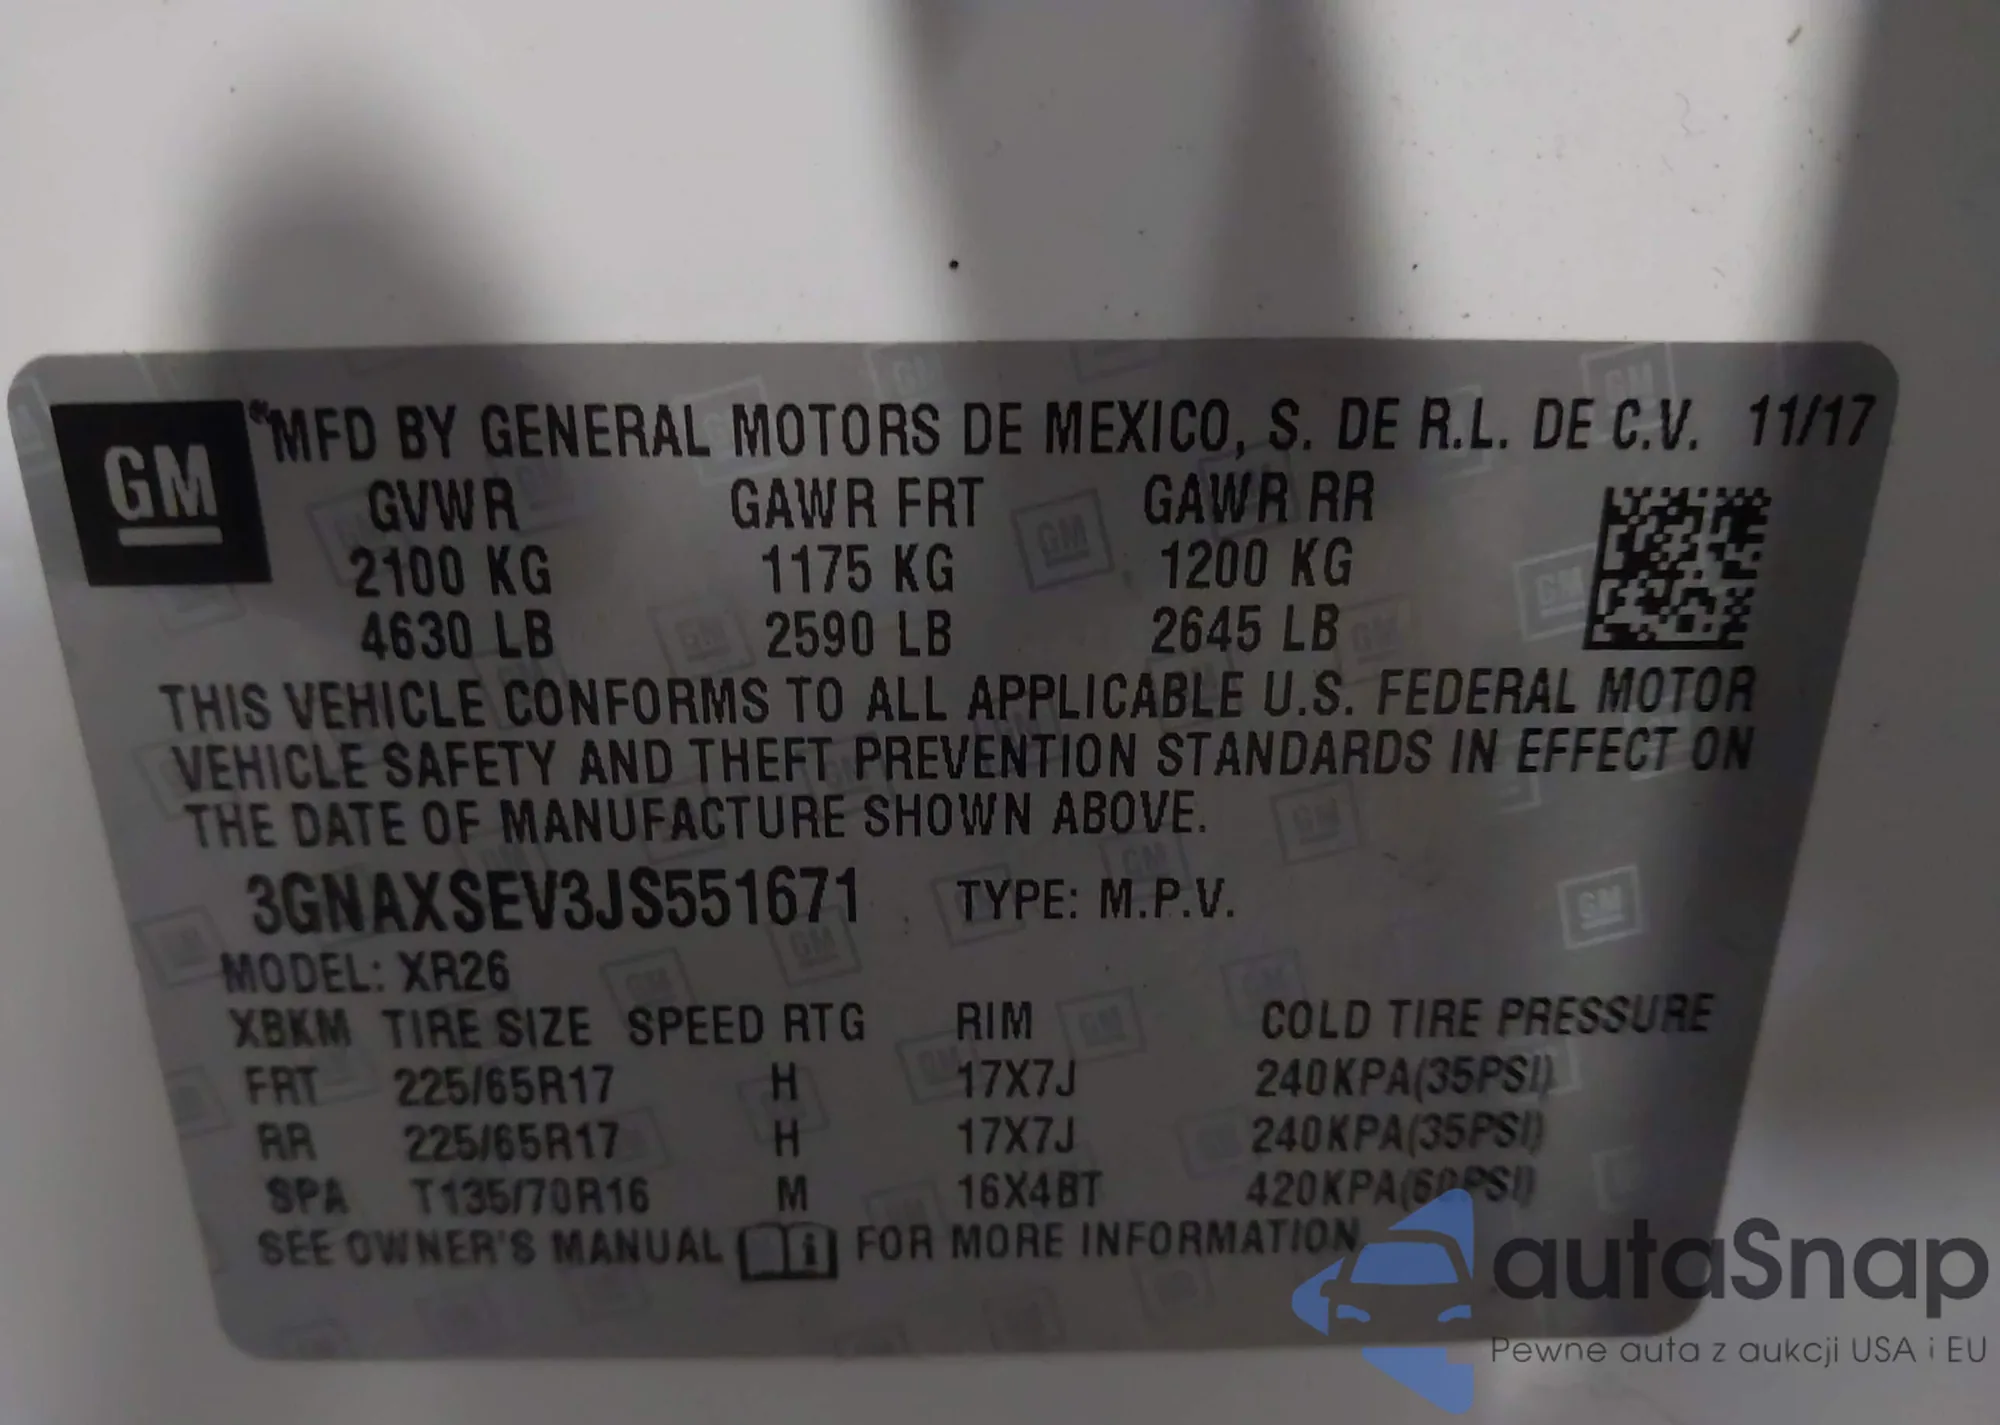 GM
MFD BY GENERAL MOTORS DE MEXICO, S. DE R.L. DE C.V. 11/17
GVWR GAWR FRT GAWR RR
2100 KG 1175 KG 1200 KG
4630 LB 2590 LB 2645 LB
THIS VEHICLE CONFORMS TO ALL APPLICABLE U.S. FEDERAL MOTOR
VEHICLE SAFETY AND THEFT PREVENTION STANDARDS IN EFFECT ON
THE DATE OF MANUFACTURE SHOWN ABOVE.
3GNAXSEV3JS551671 TYPE: M.P.V.
MODEL: XR26
XBKM TIRE SIZE SPEED RTG RIM COLD TIRE PRESSURE
FRT 225/65R17 H 17X7J 240KPA(35PSI)
RR 225/65R17 H 17X7J 240KPA(35PSI)
SPA T135/70R16 M 16X4BT 420KPA(60PSI)
SEE OWNER'S MANUAL i FOR MORE INFORMATION
autaSnap
Pewne auta z aukcji USA i EU